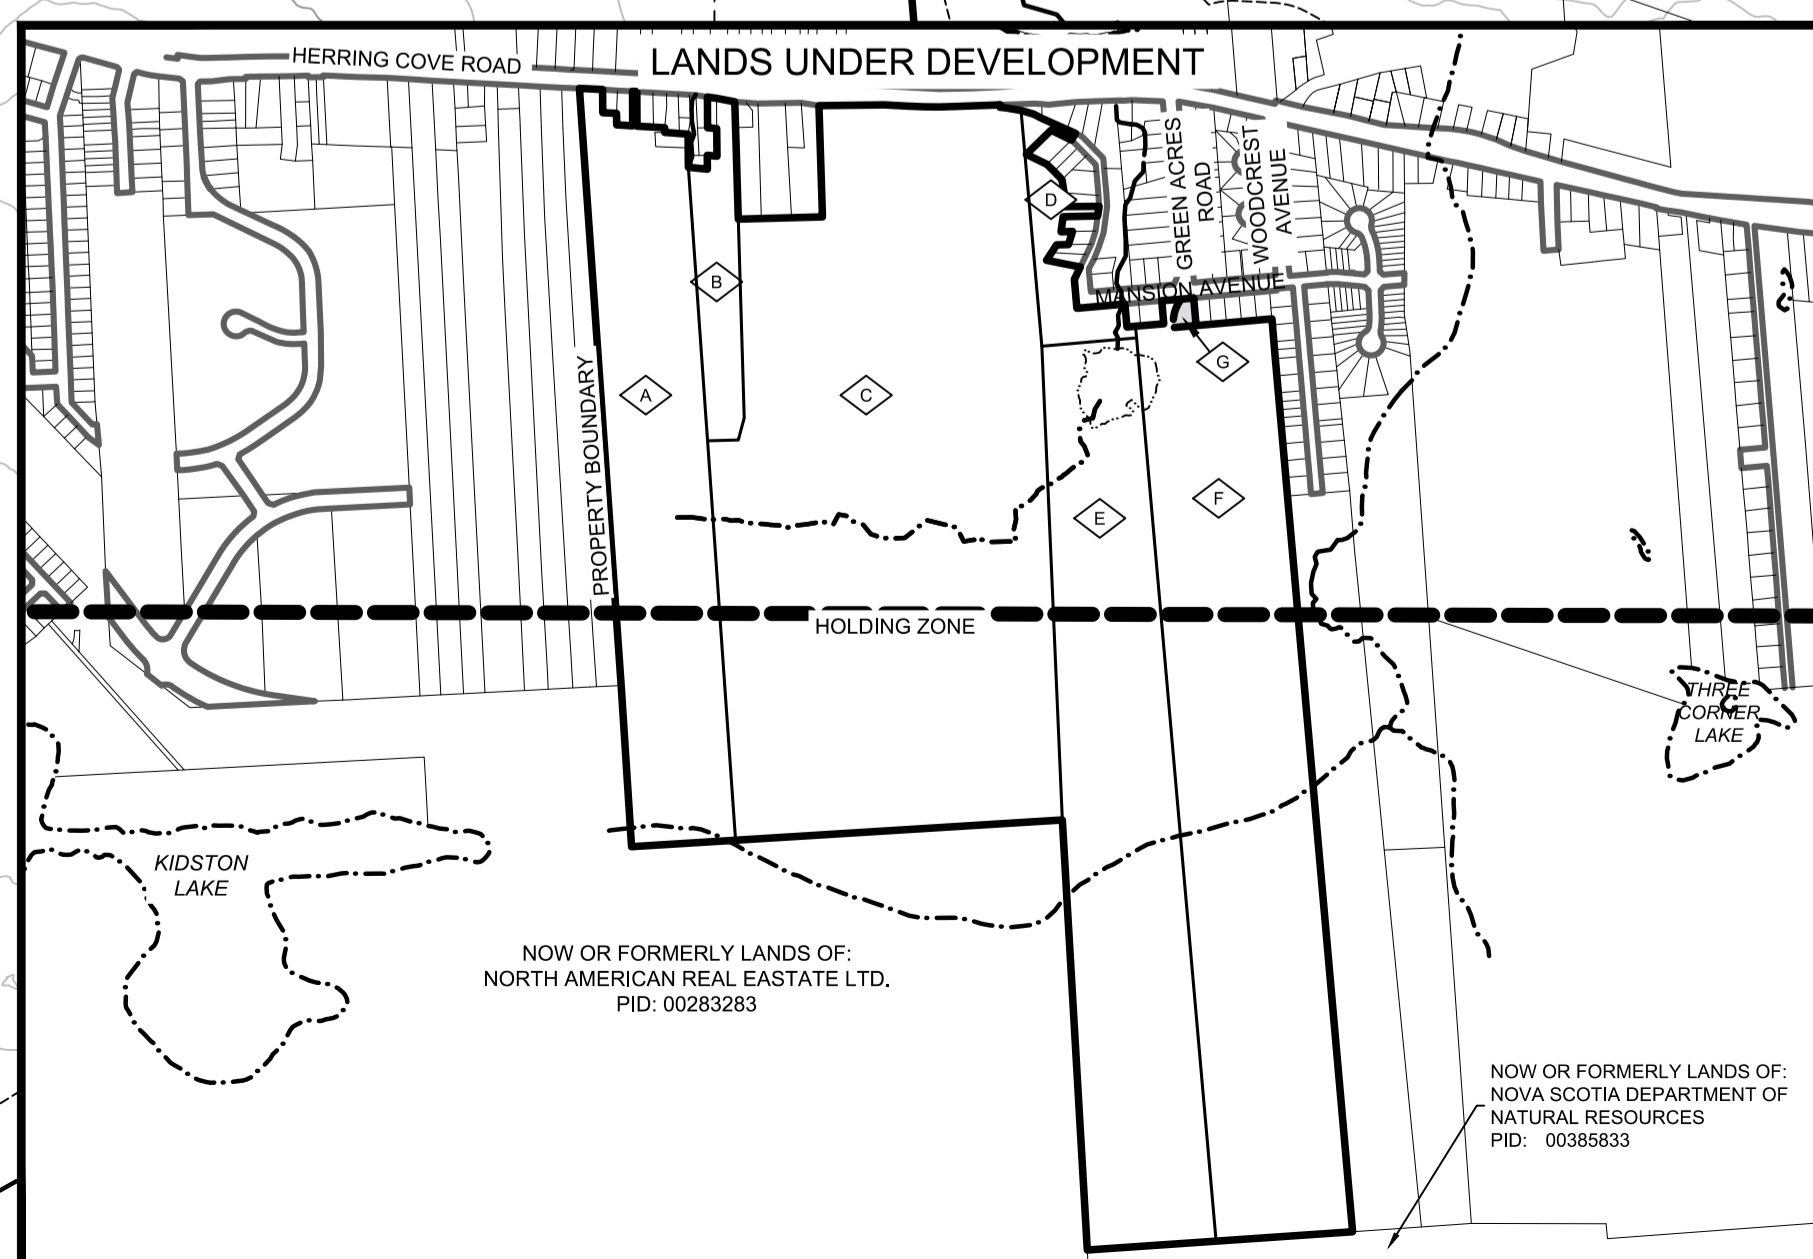 LANDS UNDER DEVELOPMENT
HERRING COVE ROAD
GREEN ACRES
ROAD
WOODCREST
AVENUE
MANSION AVENUE
D
B
G
A
C
PROPERTY BOUNDARY
F
E
HOLDING ZONE
THREE
CORNER
LAKE
KIDSTON
LAKE
NOW OR FORMERLY LANDS OF:
NORTH AMERICAN REAL EASTATE LTD.
PID: 00283283
NOW OR FORMERLY LANDS OF:
NOVA SCOTIA DEPARTMENT OF
NATURAL RESOURCES
PID: 00385833